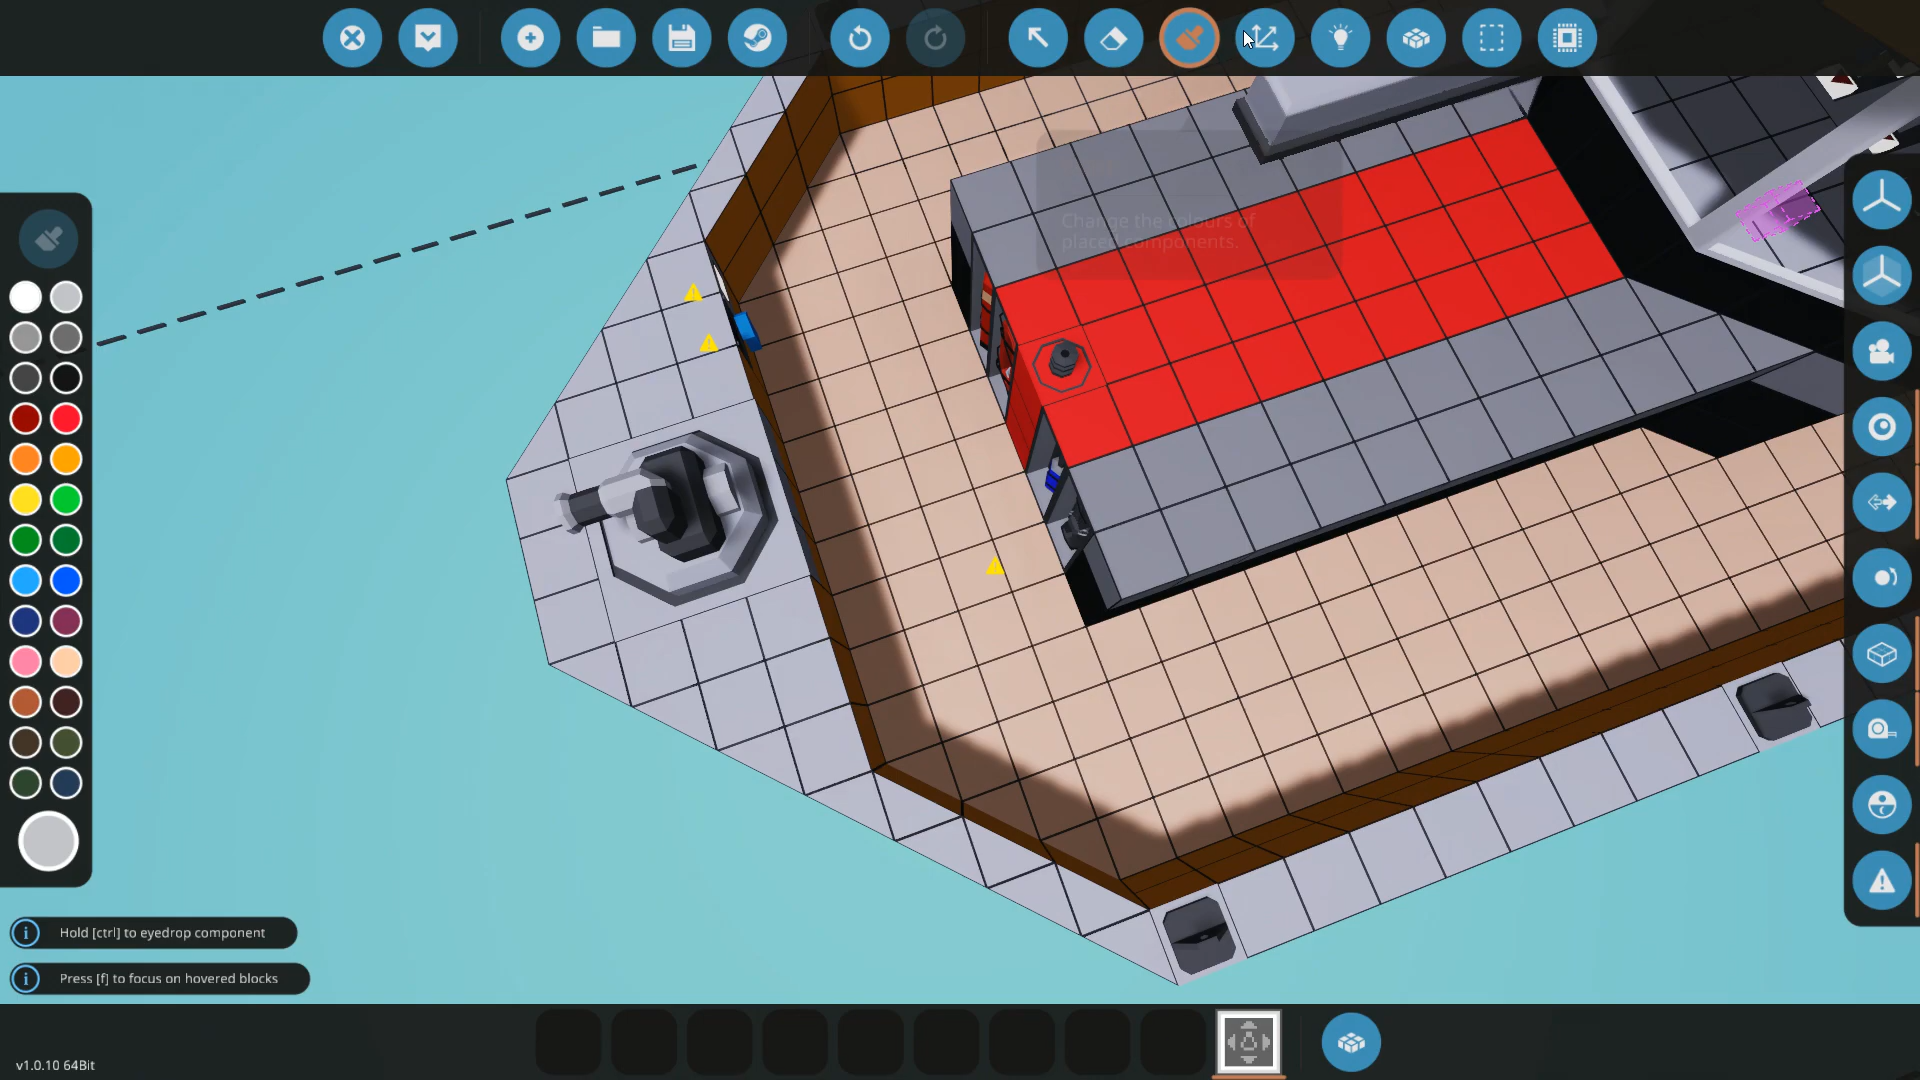 Change the colours of
placed components.
Hold [ctrl] to eyedrop component
Press [f] to focus on hovered blocks
v1.0.10 64Bit